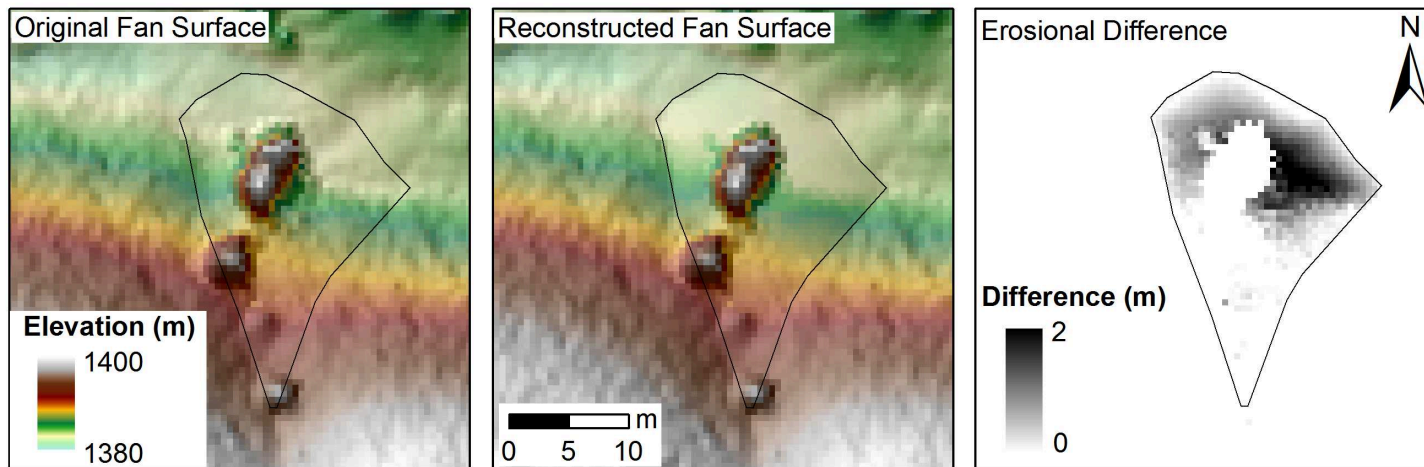 Original Fan Surface
Elevation (m)
1400
1380
Reconstructed Fan Surface
m
0 5 10
Erosional Difference
N
Difference (m)
2
0